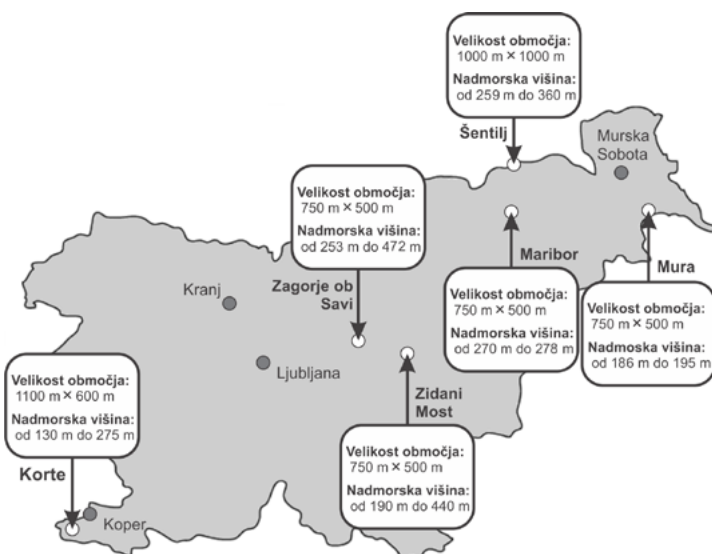 Velikost območja:
1000 m × 1000 m
Nadmorska višina:
od 259 m do 360 m
Šentilj
Murska
Sobota
Velikost območja:
750 m × 500 m
Nadmorska višina:
od 253 m do 472 m
Zagorje ob
Savi
Kranj
Ljubljana
Maribor
Velikost območja:
750 m × 500 m
Nadmorska višina:
od 270 m do 278 m
Mura
Velikost območja:
750 m × 500 m
Nadmoska višina:
od 186 m do 195 m
Velikost območja:
1100 m × 600 m
Nadmorska višina:
od 130 m do 275 m
Korte
Koper
Zidani
Most
Velikost območja:
750 m × 500 m
Nadmorska višina:
od 190 m do 440 m